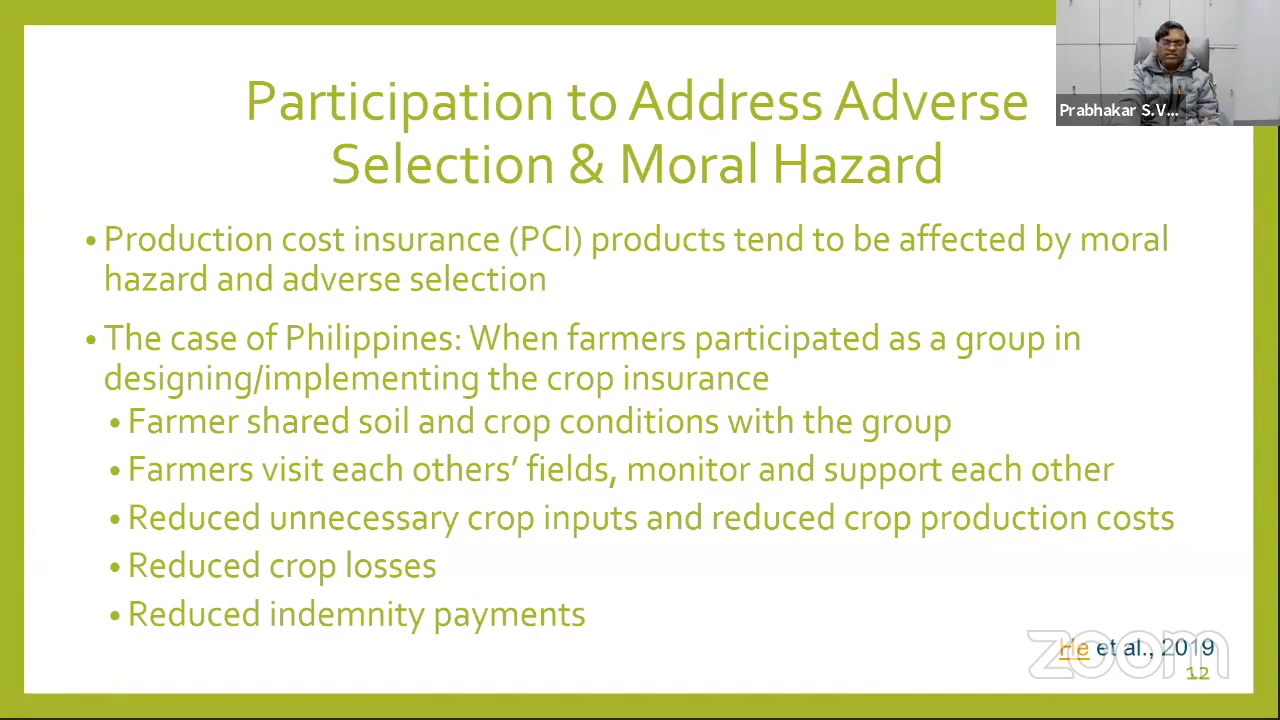 Participation to Address Adverse
Selection & Moral Hazard
Prabhakar S.V...
• Production cost insurance (PCI) products tend to be affected by moral
hazard and adverse selection
• The case of Philippines: When farmers participated as a group in
designing/implementing the crop insurance
• Farmer shared soil and crop conditions with the group
• Farmers visit each others’ fields, monitor and support each other
• Reduced unnecessary crop inputs and reduced crop production costs
• Reduced crop losses
• Reduced indemnity payments
He et al., 2019
zoom
12